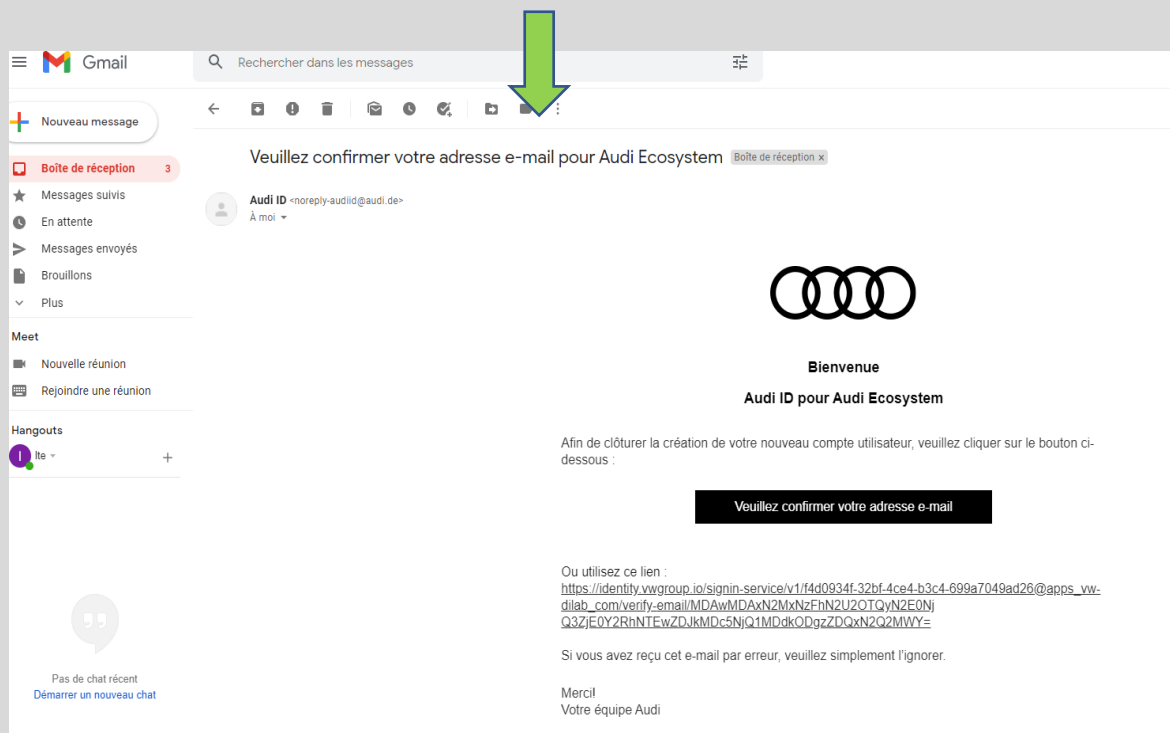 Gmail
Rechercher dans les messages
Nouveau message
Boîte de réception 3
Messages suivis
En attente
Messages envoyés
Brouillons
Plus
Meet
Nouvelle réunion
Rejoindre une réunion
Hangouts
I Ite
Pas de chat récent
Démarrer un nouveau chat
Veuillez confirmer votre adresse e-mail pour Audi Ecosystem Boîte de réception x
Audi ID <noreply-audiid@audi.de>
À moi
Bienvenue
Audi ID pour Audi Ecosystem
Afin de clôturer la création de votre nouveau compte utilisateur, veuillez cliquer sur le bouton ci-
dessous :
Veuillez confirmer votre adresse e-mail
Ou utilisez ce lien :
https://identity.vwgroup.io/signin-service/v1/f4d0934f-32bf-4ce4-b3c4-699a7049ad26@apps_vw-
dilab_com/verify-email/MDAwMDAxN2MxNzFhN2U2OTQyN2E0Nj
Q3ZjE0Y2RhNTEwZDJkMDc5NjQ1MDdkODgzZDQxN2Q2MWY=
Si vous avez reçu cet e-mail par erreur, veuillez simplement l'ignorer.
Merci!
Votre équipe Audi